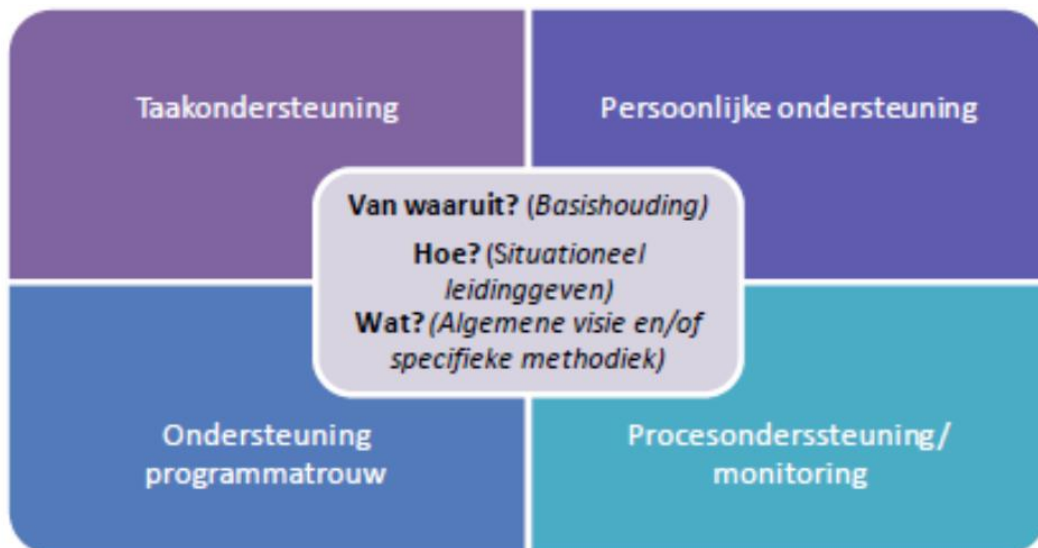 Taakondersteuning
Persoonlijke ondersteuning
Van waaruit? (Basishouding)
Hoe? (Situationeel
leidinggeven)
Wat? (Algemene visie en/of
specifieke methodiek)
Ondersteuning
programmatrouw
Procesonderssteuning/
monitoring